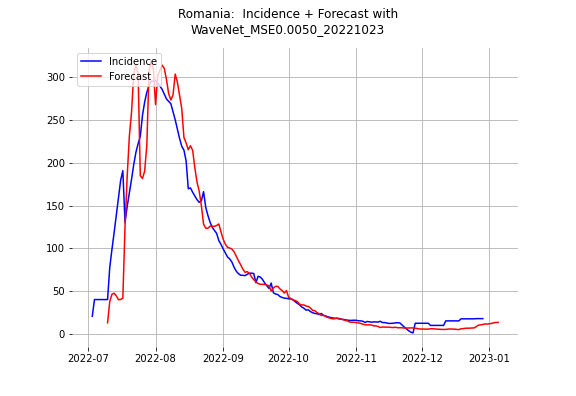 Romania:  Incidence + Forecast with
WaveNet_MSE0.0050_20221023
Incidence
Forecast
300
250
200
150
100
50
0
2022-07 2022-08 2022-09 2022-10 2022-11 2022-12 2023-01